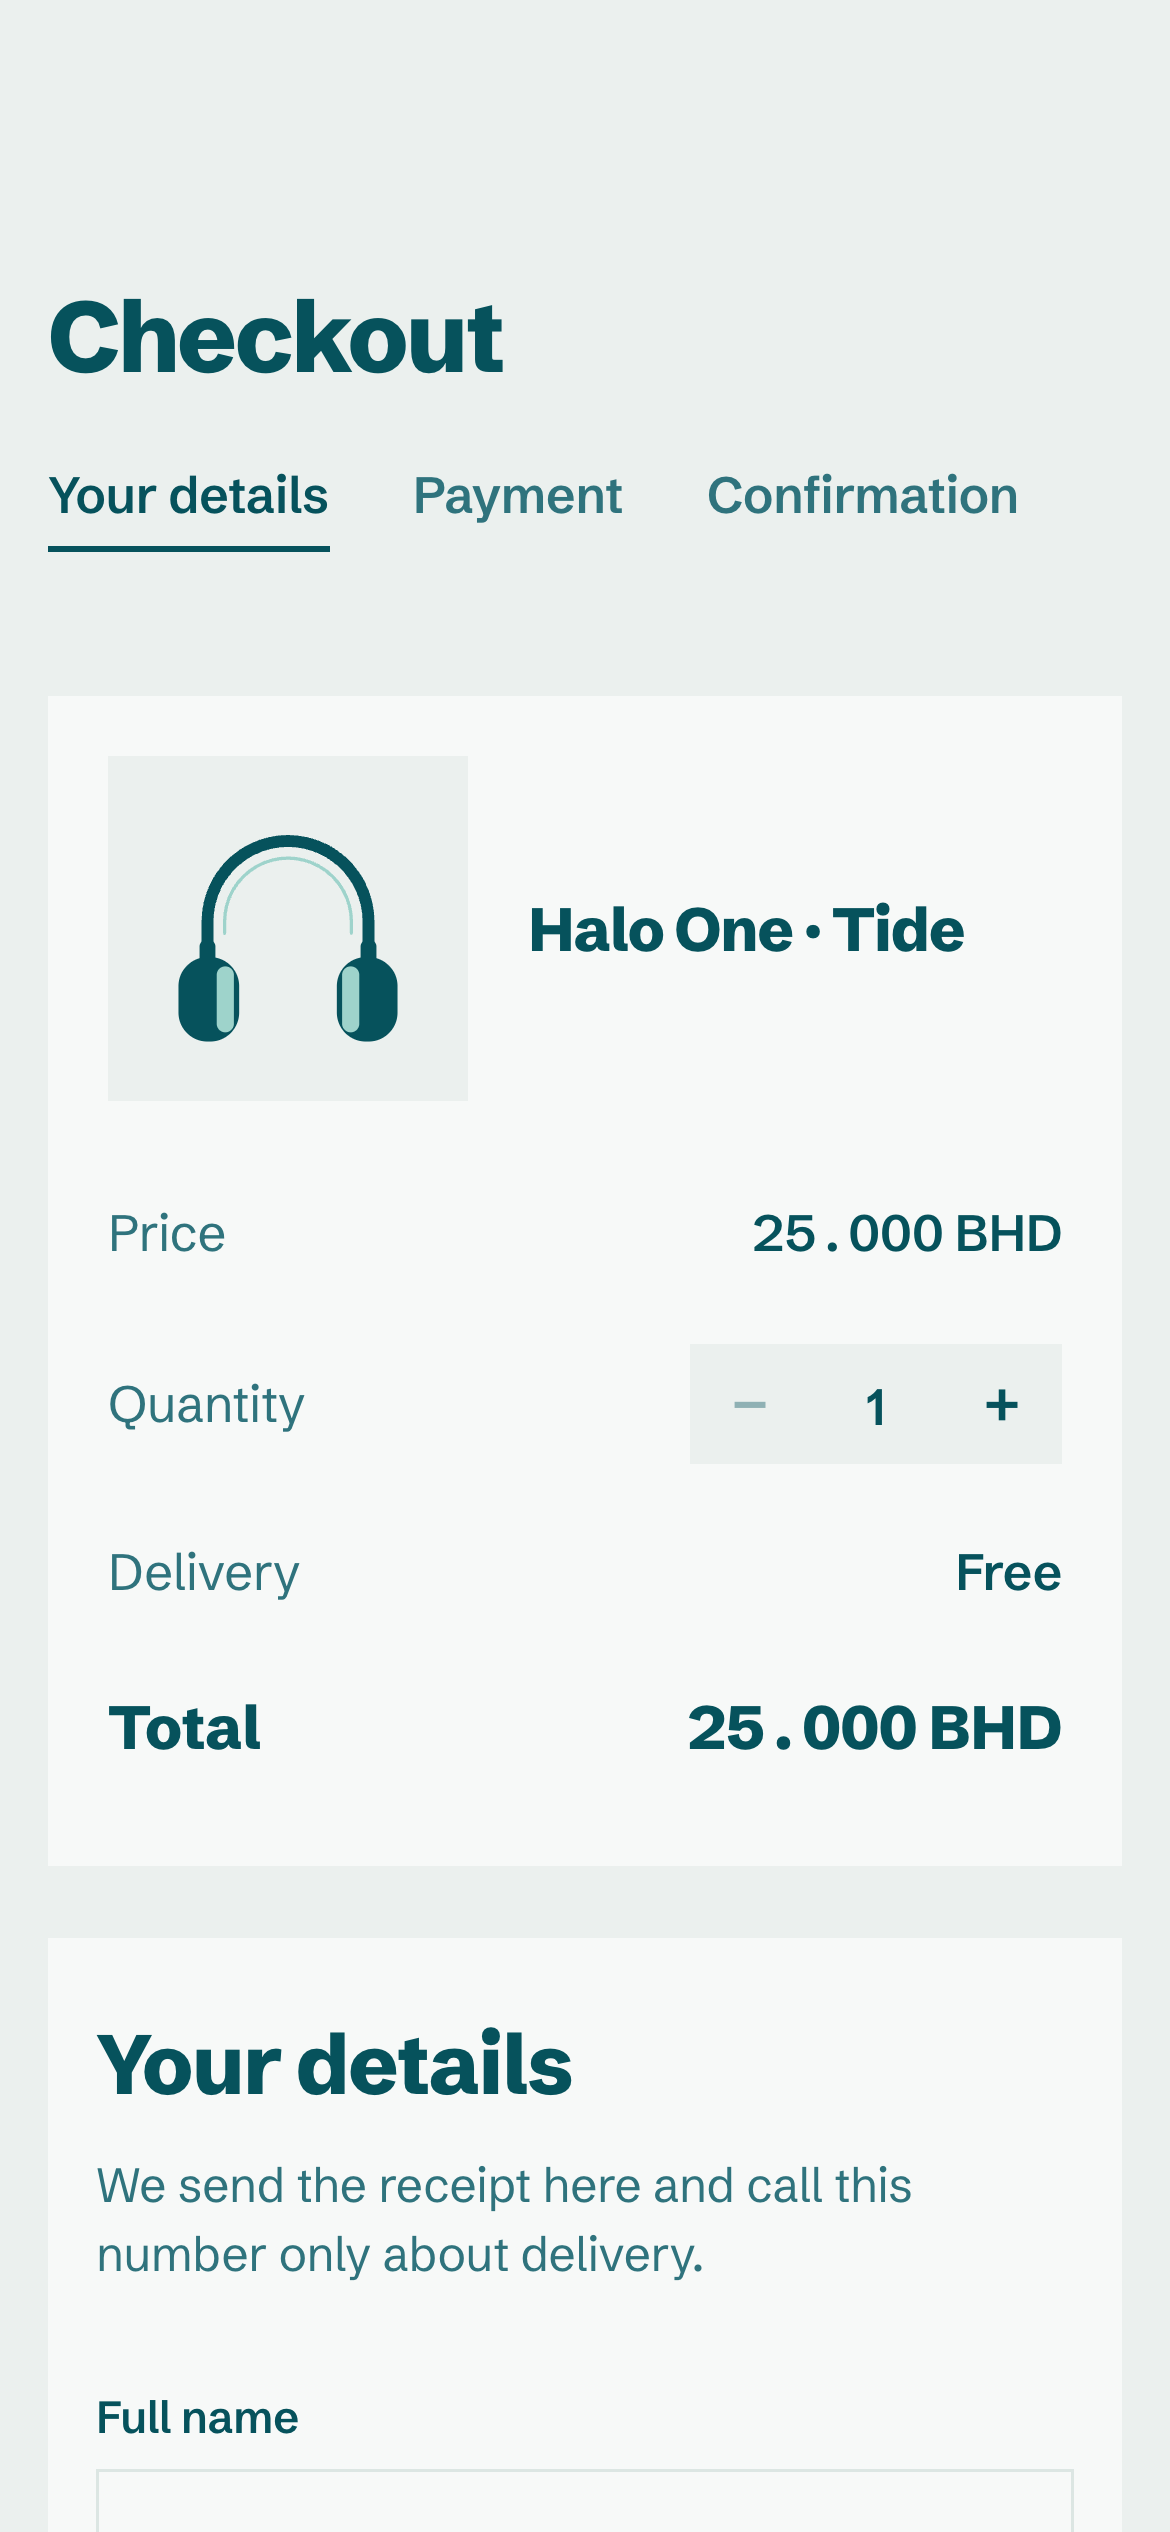 Checkout
Your details Payment Confirmation
Halo One · Tide
Price 25.000 BHD
Quantity − 1 +
Delivery Free
Total 25.000 BHD
Your details
We send the receipt here and call this
number only about delivery.
Full name